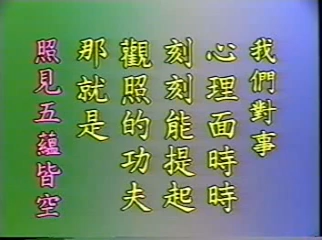 我們對事
心理面時時
刻刻能提起
觀照的功夫
那就是
照見五蘊皆空